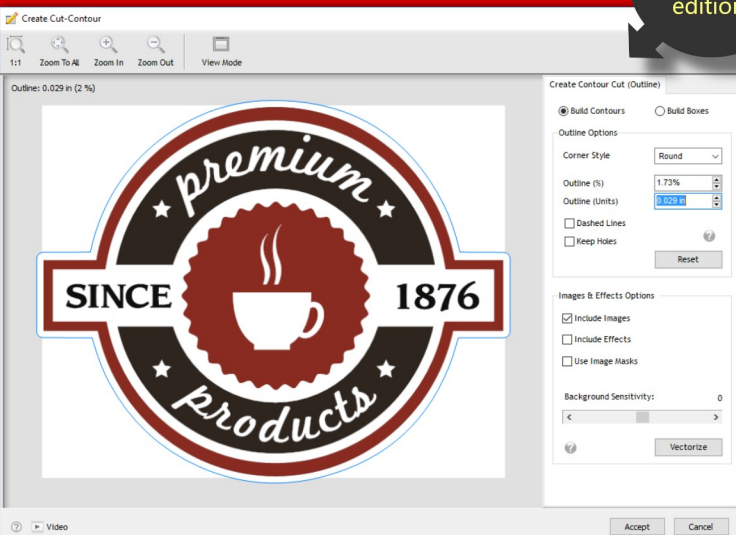 edition
Create Cut-Contour
1:1 Zoom To All Zoom In Zoom Out View Mode
Outline: 0.029 in (2 %)
premium
SINCE 1876
products
Create Contour Cut (Outline)
Build Contours Build Boxes
Outline Options
Corner Style Round
Outline (%) 1.73%
Outline (Units) 0.029 in
Dashed Lines
Keep Holes
Reset
Images & Effects Options
Include Images
Include Effects
Use Image Masks
Background Sensitivity: 0
Vectorize
Video
Accept Cancel